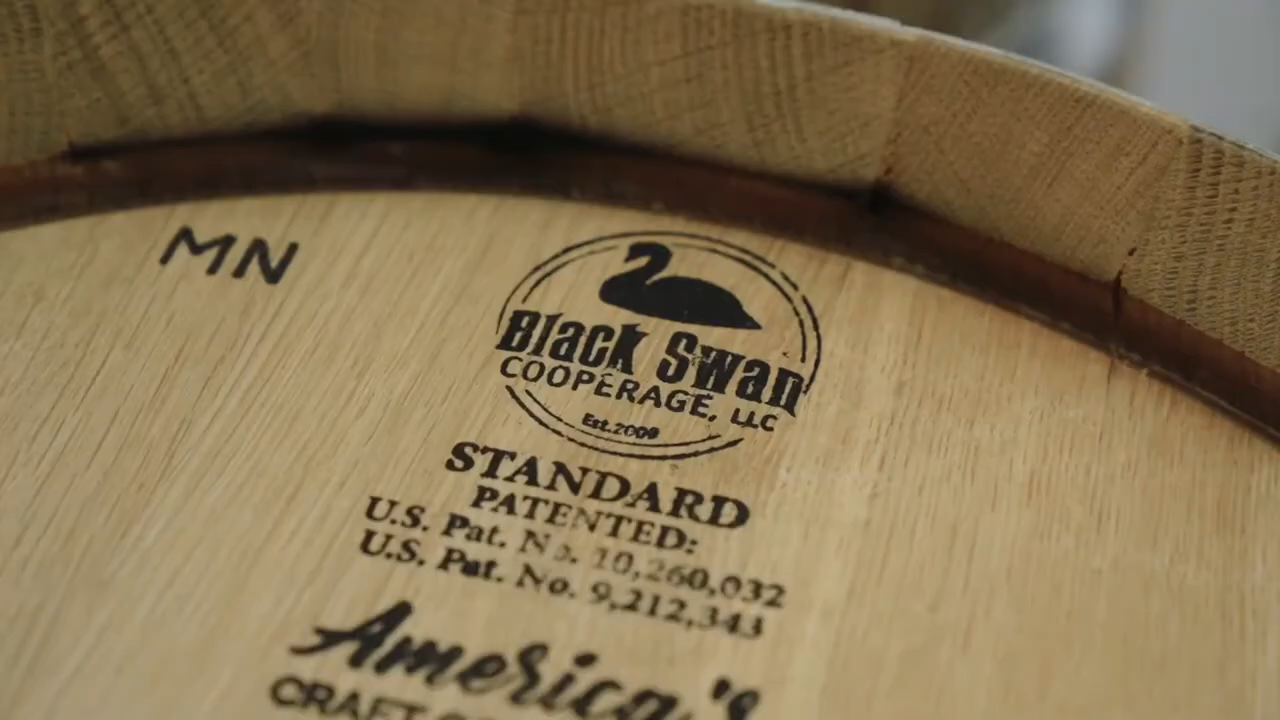 MN
Black Swan
COOPERAGE, LLC
Est. 2009
STANDARD
PATENTED:
U.S. Pat. No. 10,260,032
U.S. Pat. No. 9,212,343
America's
CRAFT